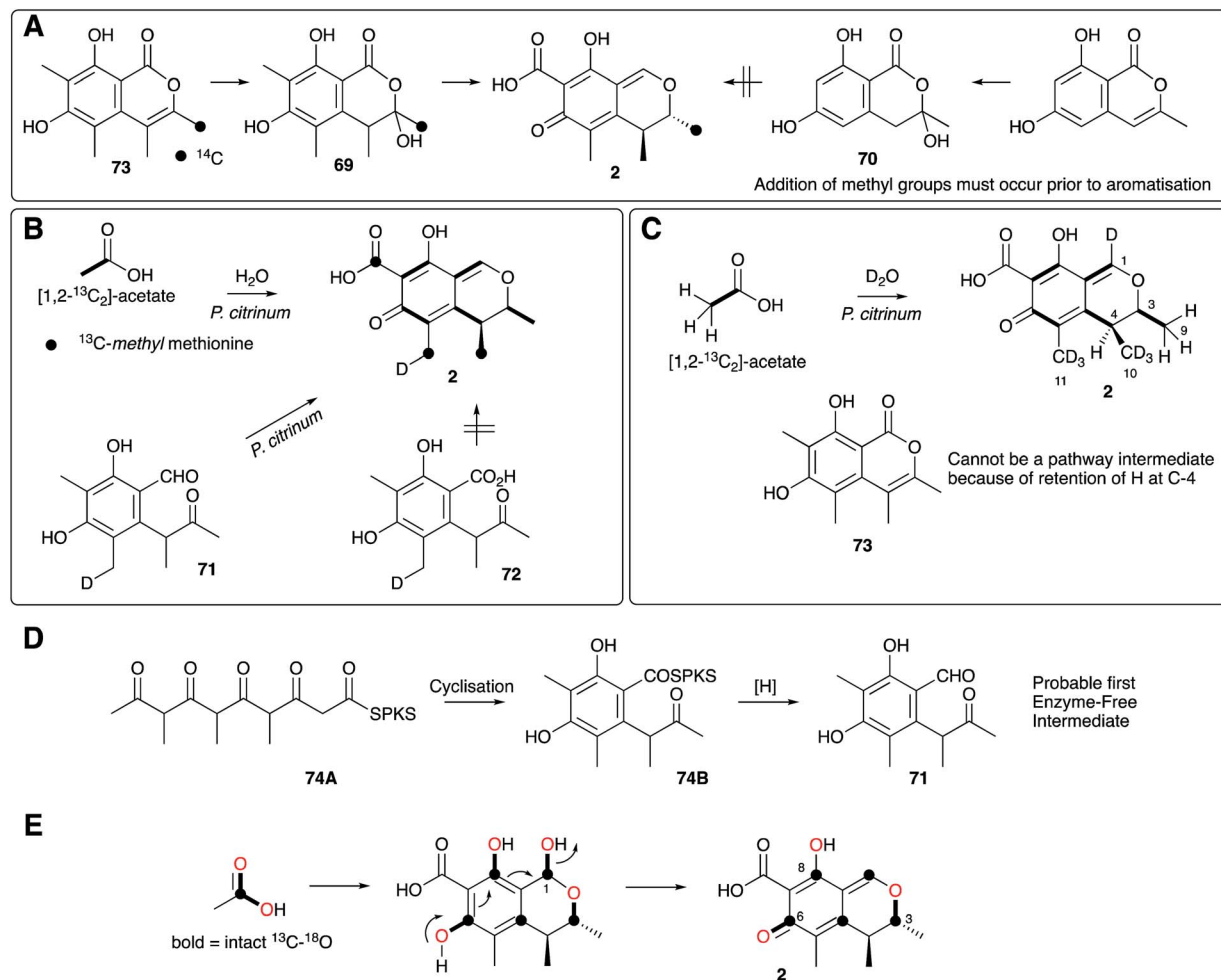 A
OH
O
O
HO
73
14C
OH
O
O
HO
OH
69
O
OH
HO
O
O
2
OH
O
O
HO
OH
70
OH
O
O
HO
Addition of methyl groups must occur prior to aromatisation
B
O
OH
[1,2-13C2]-acetate
13C-methyl methionine
H2O
P. citrinum
O
OH
HO
O
O
D
2
P. citrinum
OH
CHO
O
HO
D
71
OH
CO2H
O
HO
D
72
C
H
H
H
O
OH
[1,2-13C2]-acetate
D2O
P. citrinum
O
OH
D
HO
1
O
O
3
4
H
9
H
H
CD3
H
CD3
11
10
2
OH
O
O
HO
73
Cannot be a pathway intermediate
because of retention of H at C-4
D
O
O
O
O
O
SPKS
74A
Cyclisation
OH
COSPKS
O
HO
74B
[H]
OH
CHO
O
HO
71
Probable first
Enzyme-Free
Intermediate
E
O
OH
bold = intact 13C-18O
O
OH
OH
HO
1
O
O
H
O
OH
8
HO
O
6
3
O
2